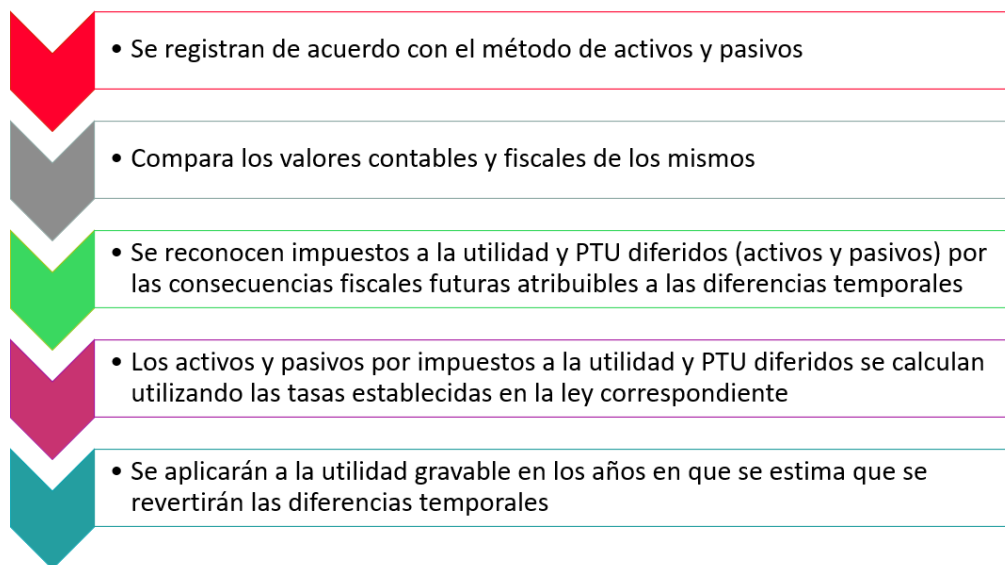 • Se registran de acuerdo con el método de activos y pasivos
• Compara los valores contables y fiscales de los mismos
• Se reconocen impuestos a la utilidad y PTU diferidos (activos y pasivos) por
las consecuencias fiscales futuras atribuibles a las diferencias temporales
• Los activos y pasivos por impuestos a la utilidad y PTU diferidos se calculan
utilizando las tasas establecidas en la ley correspondiente
• Se aplicarán a la utilidad gravable en los años en que se estima que se
revertirán las diferencias temporales